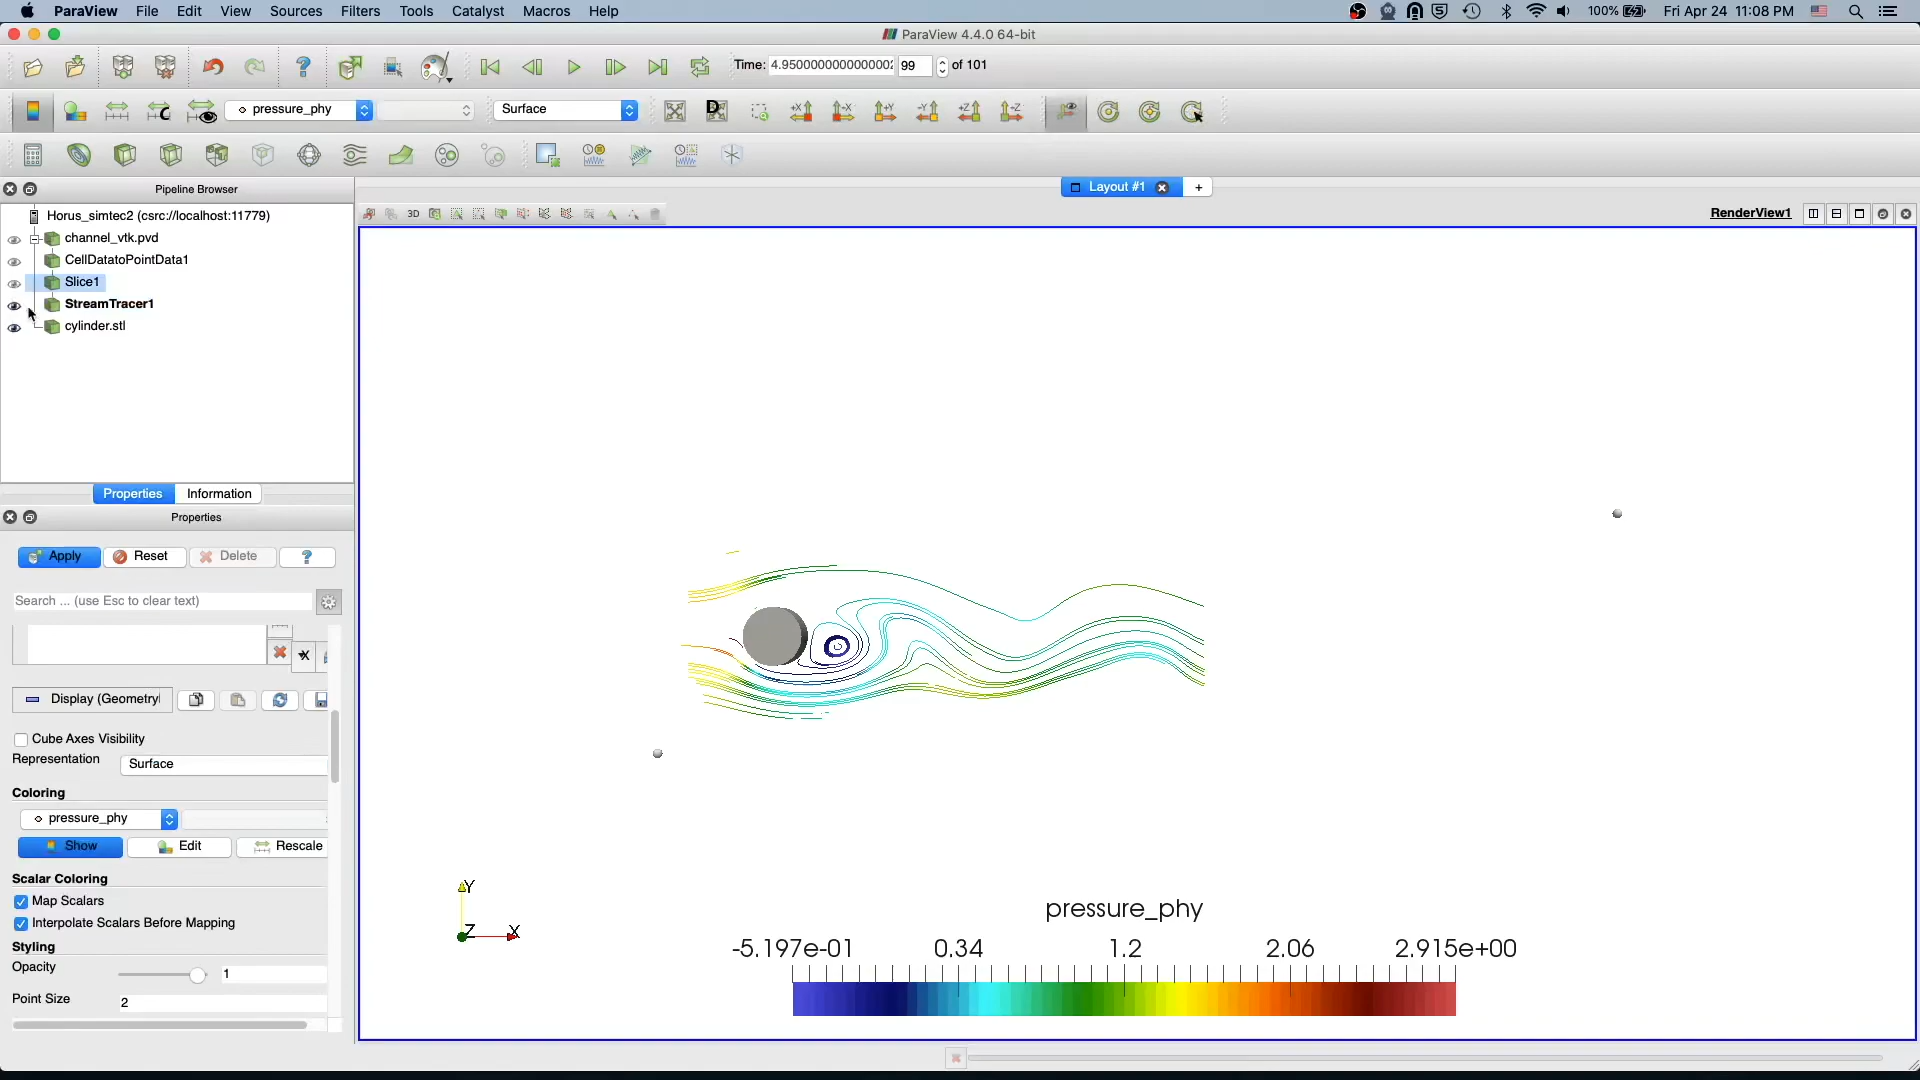 ParaView File Edit View Sources Filters Tools Catalyst Macros Help
100% Fri Apr 24 11:08 PM
ParaView 4.4.0 64-bit
Time: 99 of 101
pressure_phy
Surface
+X -X +Y -Y +Z -Z
Pipeline Browser
Layout #1
Horus_simtec2 (csrc://localhost:11779)
3D
RenderView1
channel_vtk.pvd
CellDatatoPointData1
Slice1
StreamTracer1
cylinder.stl
Properties Information
Properties
Apply Reset Delete ?
Search ... (use Esc to clear text)
Display (Geometry
Cube Axes Visibility
Representation Surface
Coloring
pressure_phy
Show Edit Rescale
Scalar Coloring
Map Scalars
Interpolate Scalars Before Mapping
Styling
Opacity 1
Point Size 2
Y
Z X
pressure_phy
-5.197e-01 0.34 1.2 2.06 2.915e+00